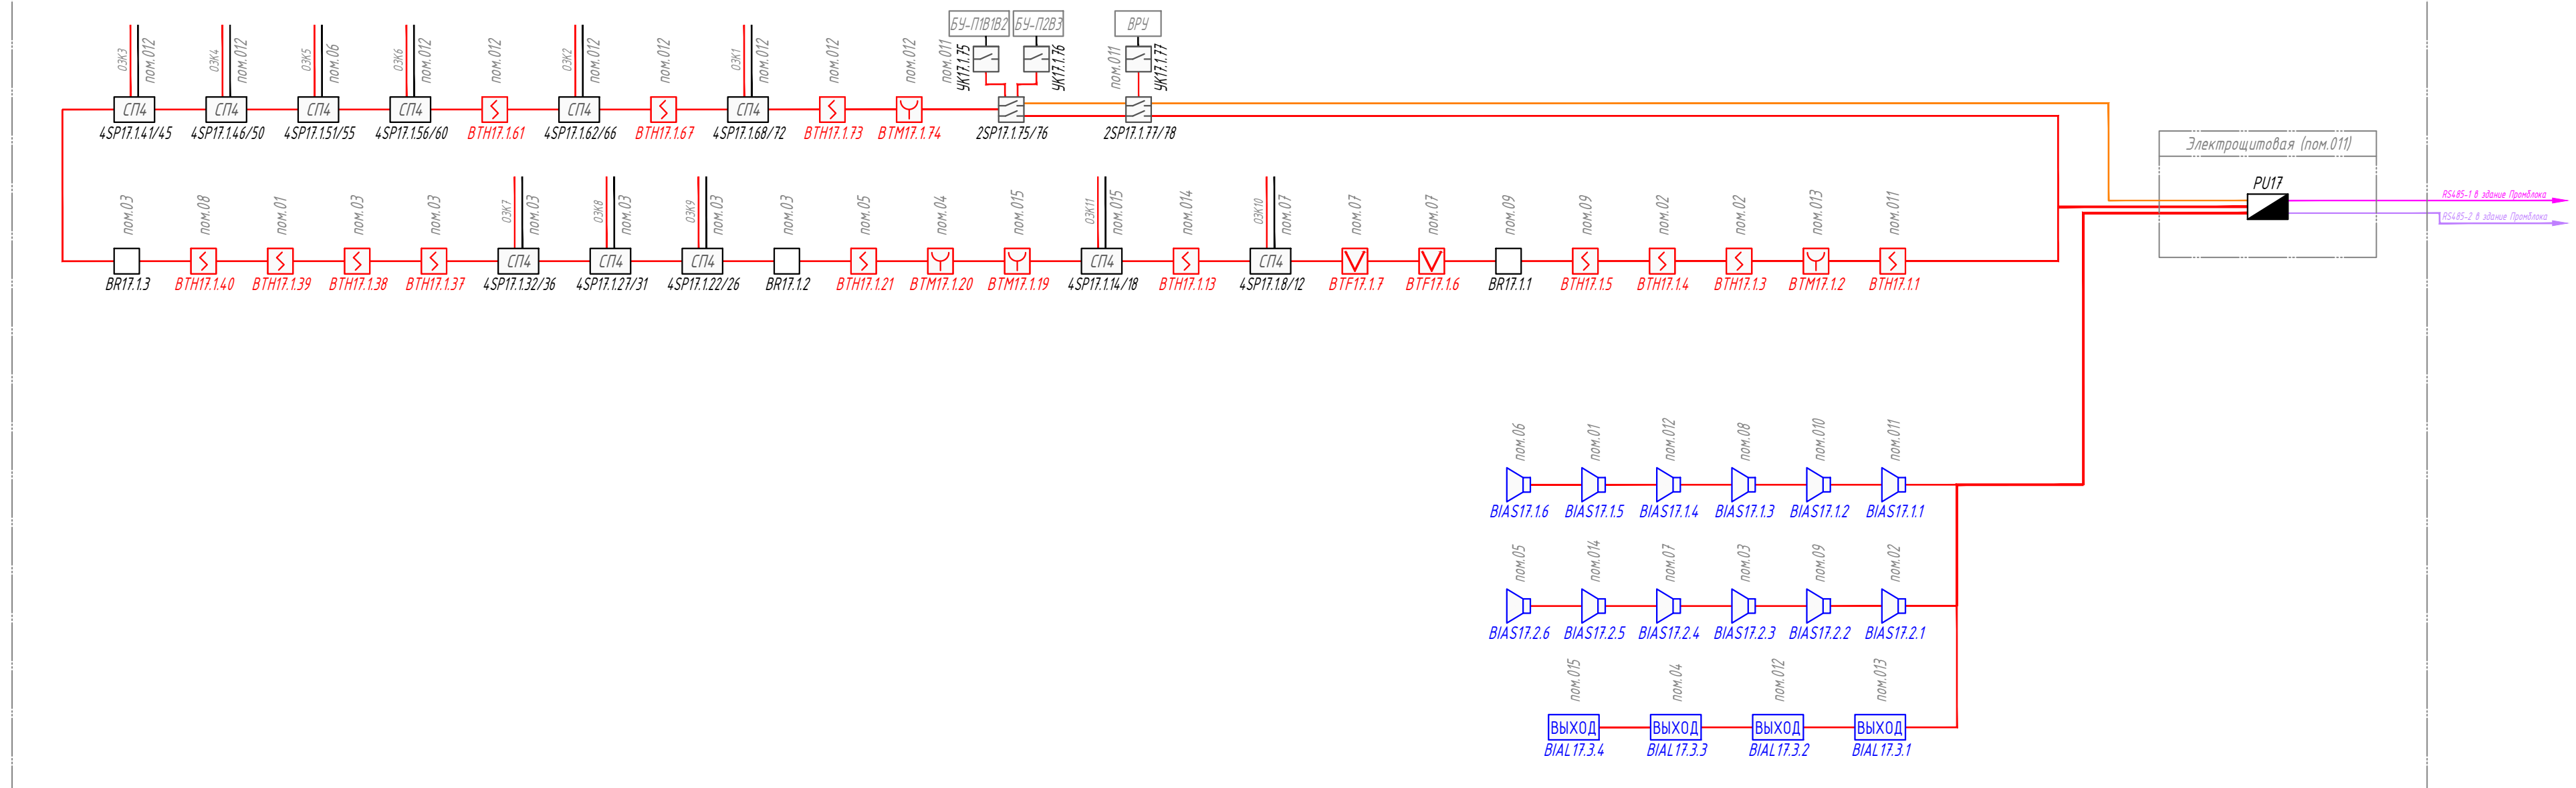 БУ-П1В1В2 БУ-П2В3 ВРУ
ОЗК3 пом.012 ОЗК4 пом.012 ОЗК5 пом.06 ОЗК6 пом.012 пом.012 ОЗК2 пом.012 пом.012 ОЗК1 пом.012 пом.012 пом.012 пом.011 УК17.1.75 УК17.1.76 пом.011 УК17.1.77
СП4 СП4 СП4 СП4 СП4 СП4
4SP17.1.41/45 4SP17.1.46/50 4SP17.1.51/55 4SP17.1.56/60 BTH17.1.61 4SP17.1.62/66 BTH17.1.67 4SP17.1.68/72 BTH17.1.73 BTM17.1.74 2SP17.1.75/76 2SP17.1.77/78
Электрощитовая (пом.011)
PU17
RS485-1 в здание Промблока
RS485-2 в здание Промблока
пом.03 пом.08 пом.01 пом.03 пом.03 ОЗК7 пом.03 ОЗК8 пом.03 ОЗК9 пом.03 пом.03 пом.05 пом.04 пом.015 ОЗК11 пом.015 пом.014 ОЗК10 пом.07 пом.07 пом.07 пом.09 пом.09 пом.02 пом.02 пом.013 пом.011
СП4 СП4 СП4 СП4 СП4
BR17.1.3 BTH17.1.40 BTH17.1.39 BTH17.1.38 BTH17.1.37 4SP17.1.32/36 4SP17.1.27/31 4SP17.1.22/26 BR17.1.2 BTH17.1.21 BTM17.1.20 BTM17.1.19 4SP17.1.14/18 BTH17.1.13 4SP17.1.8/12 BTF17.1.7 BTF17.1.6 BR17.1.1 BTH17.1.5 BTH17.1.4 BTH17.1.3 BTM17.1.2 BTH17.1.1
пом.06 пом.01 пом.012 пом.08 пом.010 пом.011
BIAS17.1.6 BIAS17.1.5 BIAS17.1.4 BIAS17.1.3 BIAS17.1.2 BIAS17.1.1
пом.05 пом.014 пом.07 пом.03 пом.09 пом.02
BIAS17.2.6 BIAS17.2.5 BIAS17.2.4 BIAS17.2.3 BIAS17.2.2 BIAS17.2.1
пом.015 пом.04 пом.012 пом.013
ВЫХОД ВЫХОД ВЫХОД ВЫХОД
BIAL17.3.4 BIAL17.3.3 BIAL17.3.2 BIAL17.3.1